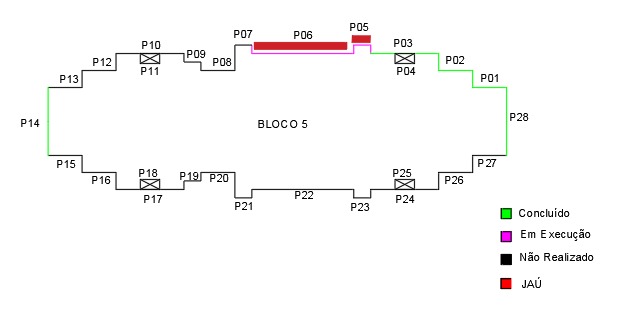 P05
P07
P06
P10
P03
P09
P02
P12
P08
P11
P04
P13
P01
P14
BLOCO 5
P28
P15
P27
P16
P18
P19
P20
P25
P26
P17
P21
P22
P23
P24
Concluído
Em Execução
Não Realizado
JAÚ